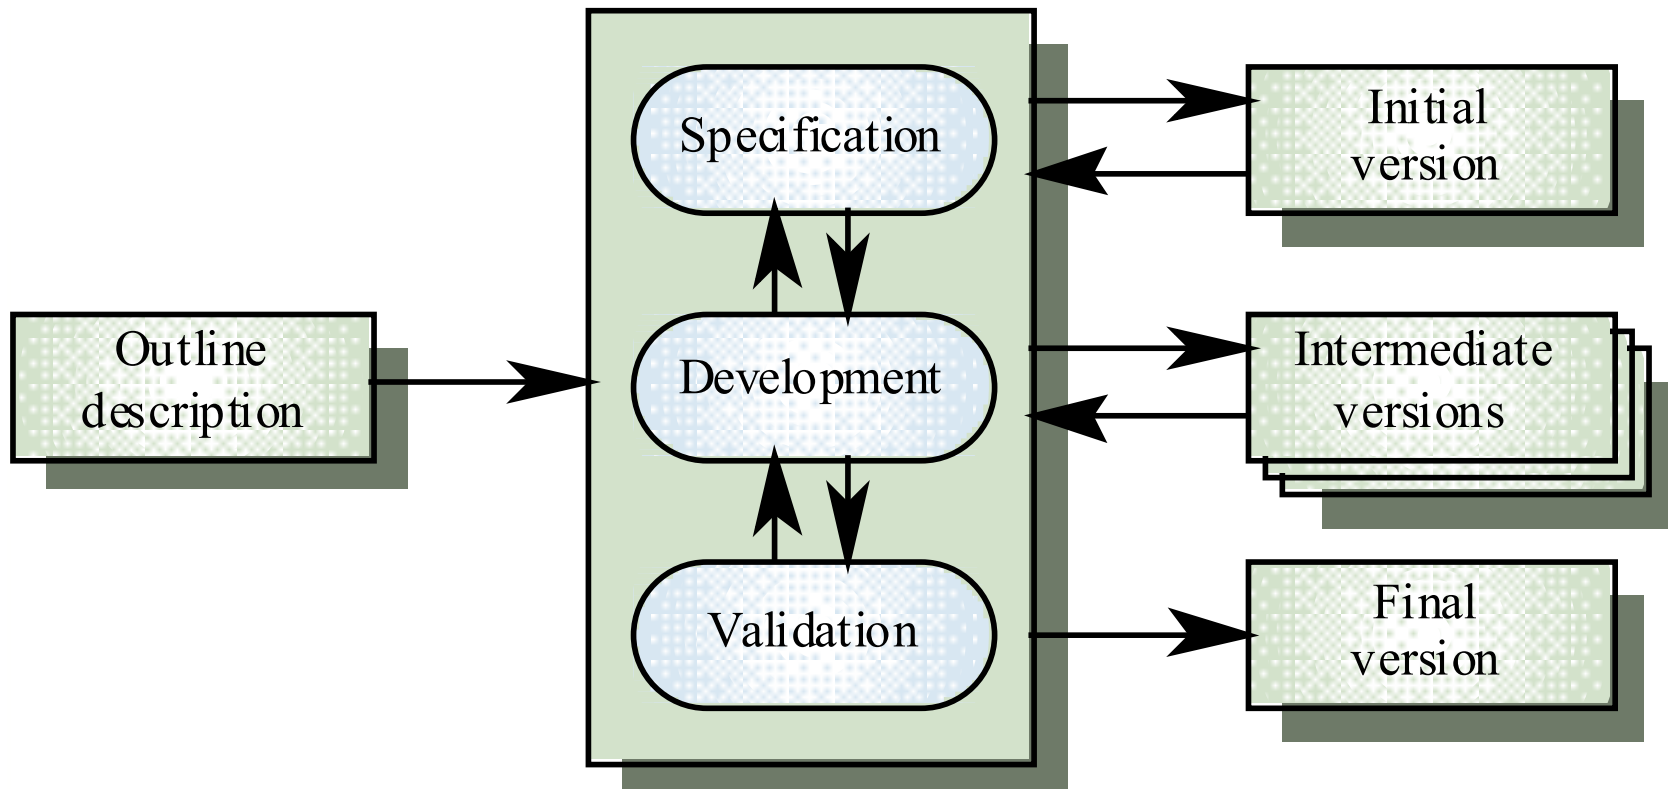 Outline
description
Specification
Development
Validation
Initial
version
Intermediate
versions
Final
version